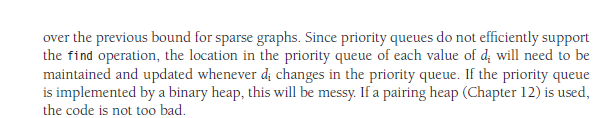 over the previous bound for sparse graphs. Since priority queues do not efficiently support
the find operation, the location in the priority queue of each value of di will need to be
maintained and updated whenever di changes in the priority queue. If the priority queue
is implemented by a binary heap, this will be messy. If a pairing heap (Chapter 12) is used,
the code is not too bad.